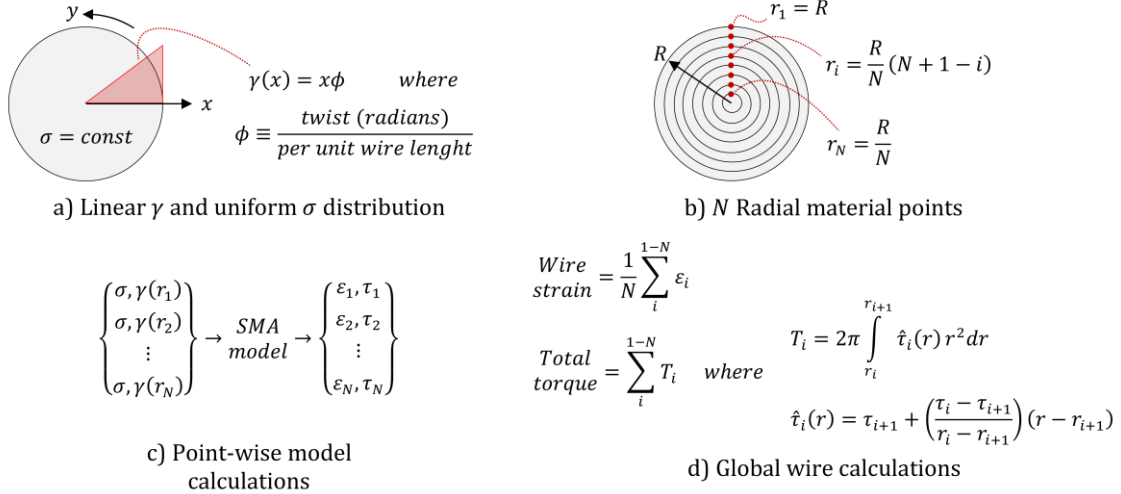 y
x
γ(x) = xϕ where
ϕ ≡ twist (radians) / per unit wire lenght
σ = const
a) Linear γ and uniform σ distribution
r₁ = R
R
rᵢ = R/N (N + 1 − i)
r_N = R/N
b) N Radial material points
{σ, γ(r₁) σ, γ(r₂) ⋮ σ, γ(r_N)} → SMA model → {ε₁, τ₁ ε₂, τ₂ ⋮ ε_N, τ_N}
c) Point-wise model
calculations
Wire strain = 1/N ∑ᵢ^{1−N} εᵢ
Total torque = ∑ᵢ^{1−N} Tᵢ where
Tᵢ = 2π ∫_{rᵢ}^{rᵢ₊₁} τ̂ᵢ(r) r² dr
τ̂ᵢ(r) = τᵢ₊₁ + ((τᵢ − τᵢ₊₁)/(rᵢ − rᵢ₊₁)) (r − rᵢ₊₁)
d) Global wire calculations